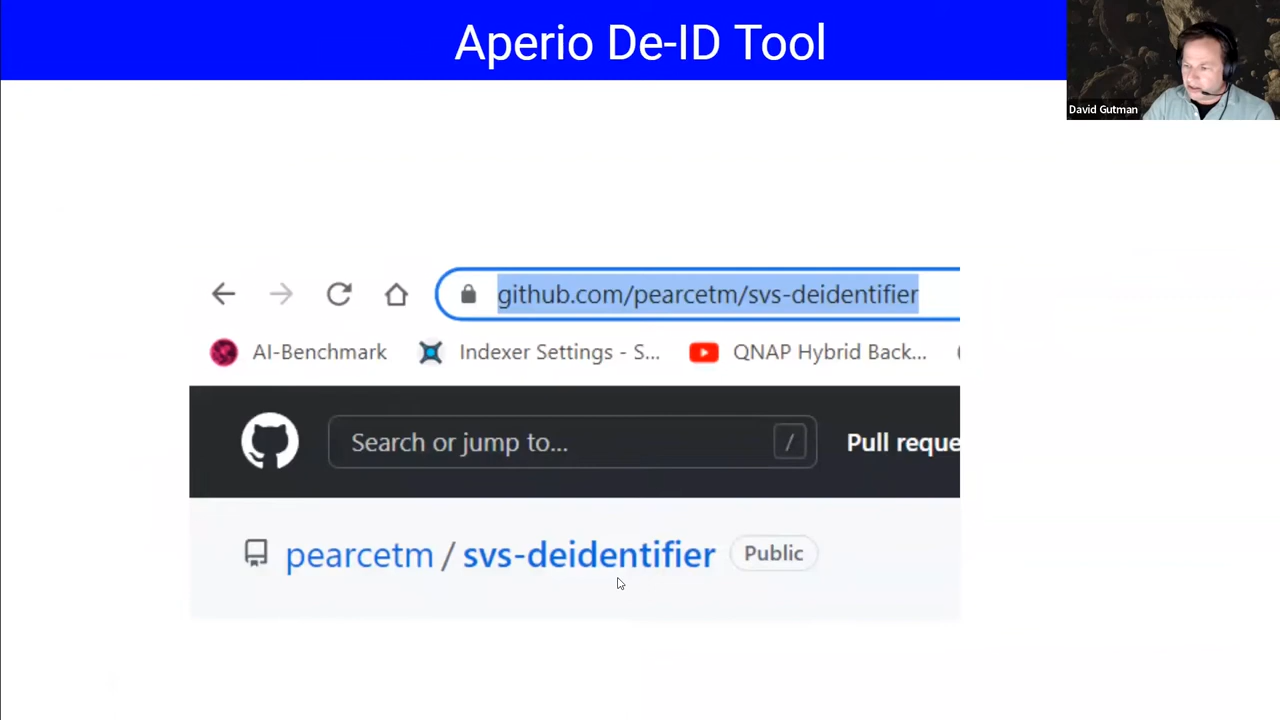 Aperio De-ID Tool
David Gutman
github.com/pearcetm/svs-deidentifier
AI-Benchmark
Indexer Settings - S...
QNAP Hybrid Back...
Search or jump to...
/
Pull reque
pearcetm / svs-deidentifier
Public